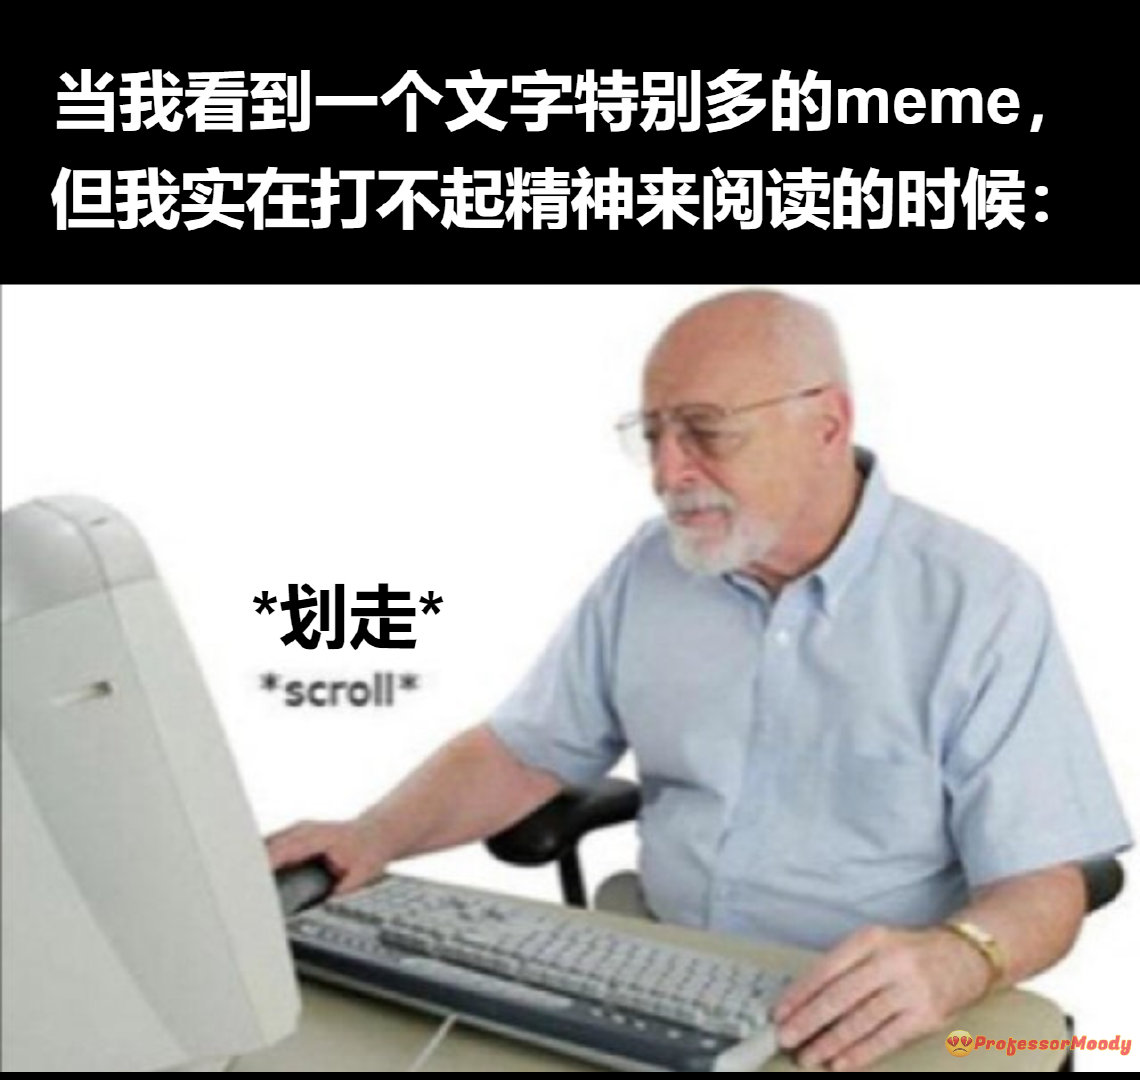 当我看到一个文字特别多的meme，
但我实在打不起精神来阅读的时候：
*划走*
*scroll*
ProfessorMoody